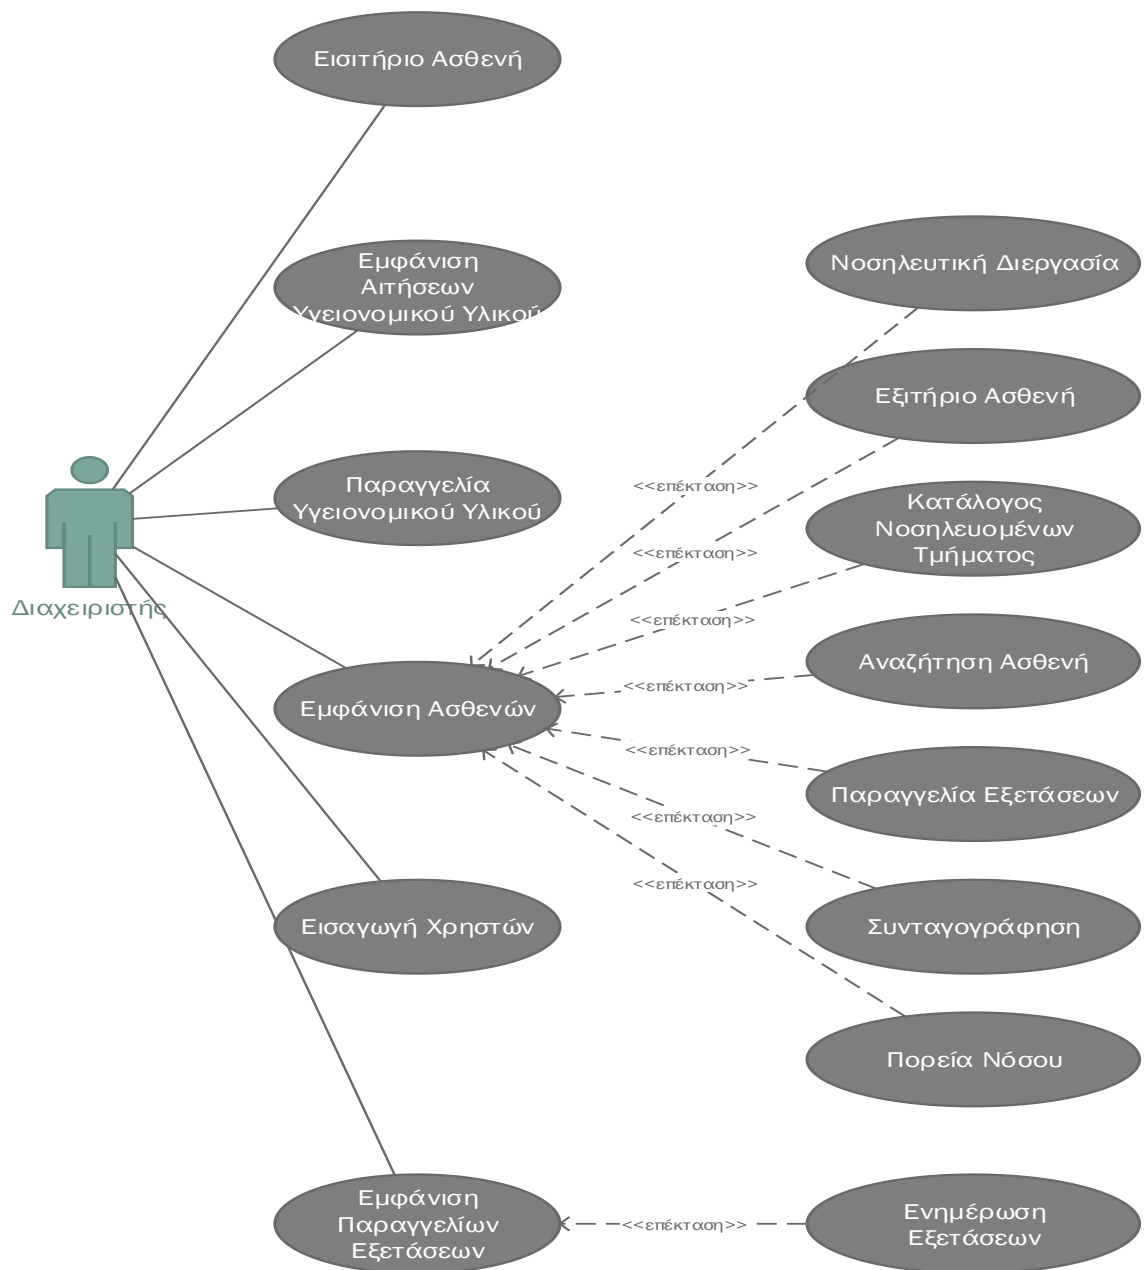 Εισιτήριο Ασθενή
Εμφάνιση
Αιτήσεων
Υγειονομικού Υλικού
Παραγγελία
Υγειονομικού Υλικού
Διαχειριστής
Εμφάνιση Ασθενών
Εισαγωγή Χρηστών
Εμφάνιση
Παραγγελίων
Εξετάσεων
<<επέκταση>>
<<επέκταση>>
<<επέκταση>>
<<επέκταση>>
<<επέκταση>>
<<επέκταση>>
<<επέκταση>>
<<επέκταση>>
Νοσηλευτική Διεργασία
Εξιτήριο Ασθενή
Κατάλογος
Νοσηλευομένων
Τμήματος
Αναζήτηση Ασθενή
Παραγγελία Εξετάσεων
Συνταγογράφηση
Πορεία Νόσου
Ενημέρωση
Εξετάσεων